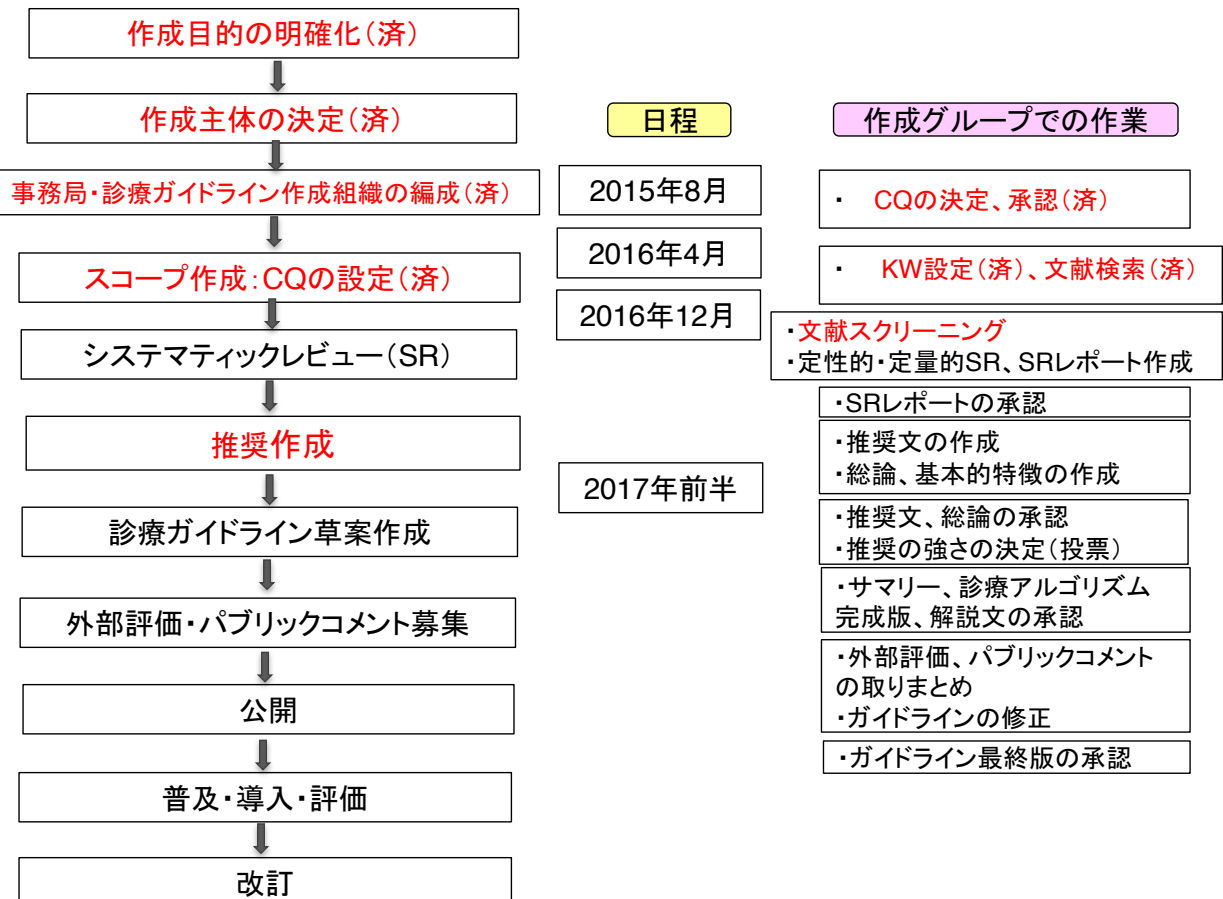 作成目的の明確化(済)
作成主体の決定(済)
事務局・診療ガイドライン作成組織の編成(済)
スコープ作成:CQの設定(済)
システマティックレビュー(SR)
推奨作成
診療ガイドライン草案作成
外部評価・パブリックコメント募集
公開
普及・導入・評価
改訂
日程
2015年8月
2016年4月
2016年12月
2017年前半
作成グループでの作業
・ CQの決定、承認(済)
・ KW設定(済)、文献検索(済)
・文献スクリーニング
・定性的・定量的SR、SRレポート作成
・SRレポートの承認
・推奨文の作成
・総論、基本的特徴の作成
・推奨文、総論の承認
・推奨の強さの決定(投票)
・サマリー、診療アルゴリズム
完成版、解説文の承認
・外部評価、パブリックコメント
の取りまとめ
・ガイドラインの修正
・ガイドライン最終版の承認